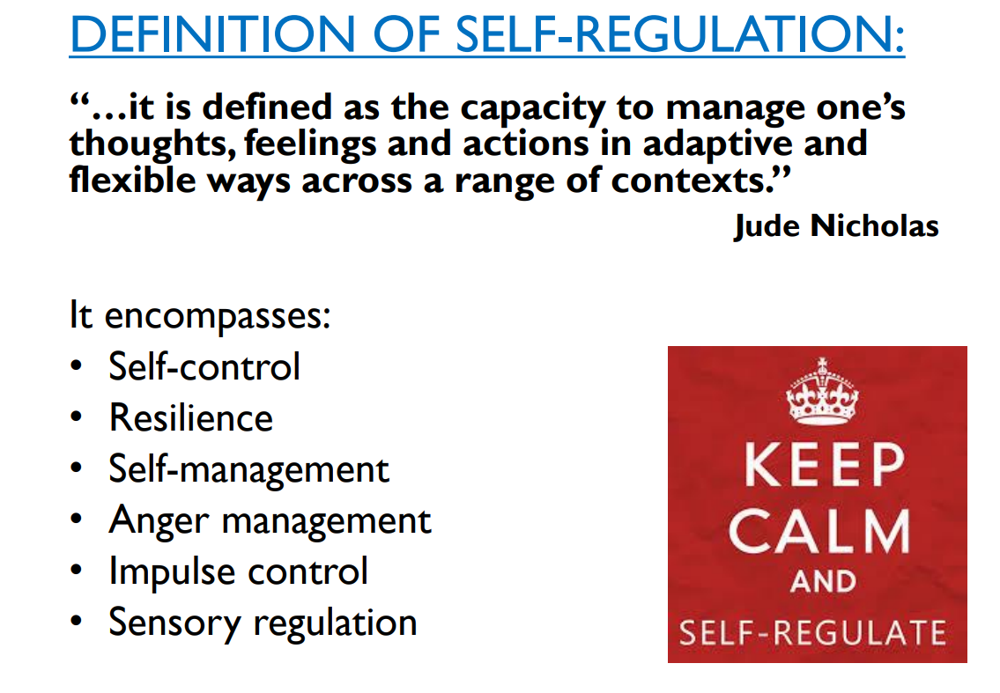 DEFINITION OF SELF-REGULATION:
“…it is defined as the capacity to manage one’s
thoughts, feelings and actions in adaptive and
flexible ways across a range of contexts.”
Jude Nicholas
It encompasses:
• Self-control
• Resilience
• Self-management
• Anger management
• Impulse control
• Sensory regulation
KEEP
CALM
AND
SELF-REGULATE